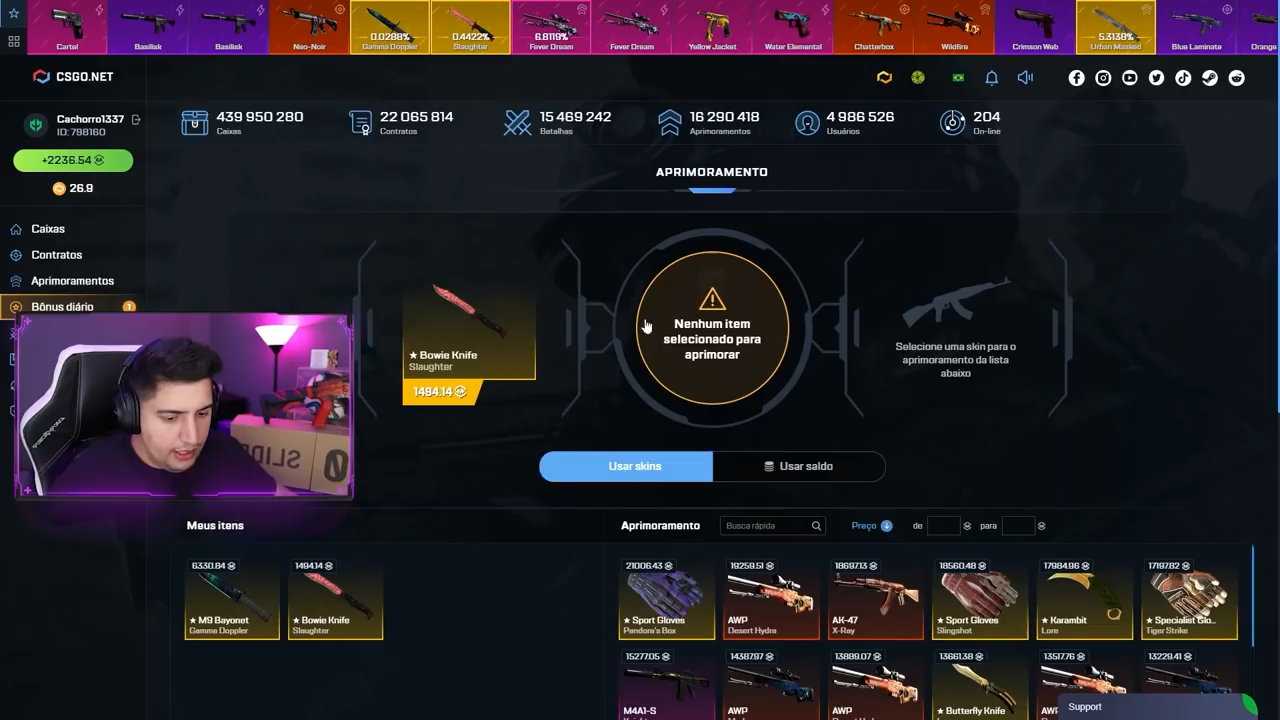 Cartel
Basilisk
Basilisk
Neo-Noir
0.0288%
Gamma Doppler
0.4422%
Slaughter
6.8119%
Fever Dream
Fever Dream
Yellow Jacket
Water Elemental
Chatterbox
Wildfire
Crimson Web
5.3138%
Urban Masked
Blue Laminate
Orange
CSGO.NET
Cachorro1337
ID: 798160
+2236.54
26.9
439 950 280
Caixas
22 065 814
Contratos
15 469 242
Batalhas
16 290 418
Aprimoramentos
4 986 526
Usuários
204
On-line
APRIMORAMENTO
Caixas
Contratos
Aprimoramentos
Bônus diário
1
★ Bowie Knife
Slaughter
1494.14
Nenhum item
selecionado para
aprimorar
Selecione uma skin para o
aprimoramento da lista
abaixo
Usar skins
Usar saldo
Meus itens
Aprimoramento
Busca rápida
Preço
de
para
6330.84
★ M9 Bayonet
Gamma Doppler
1494.14
★ Bowie Knife
Slaughter
21006.43
★ Sport Gloves
Pandora's Box
19259.51
AWP
Desert Hydra
18697.13
AK-47
X-Ray
18560.48
★ Sport Gloves
Slingshot
17984.96
★ Karambit
Lore
17197.82
★ Specialist Glo...
Tiger Strike
15277.05
M4A1-S
14387.97
AWP
13889.07
AWP
13661.38
★ Butterfly Knife
13517.76
13229.41
Support